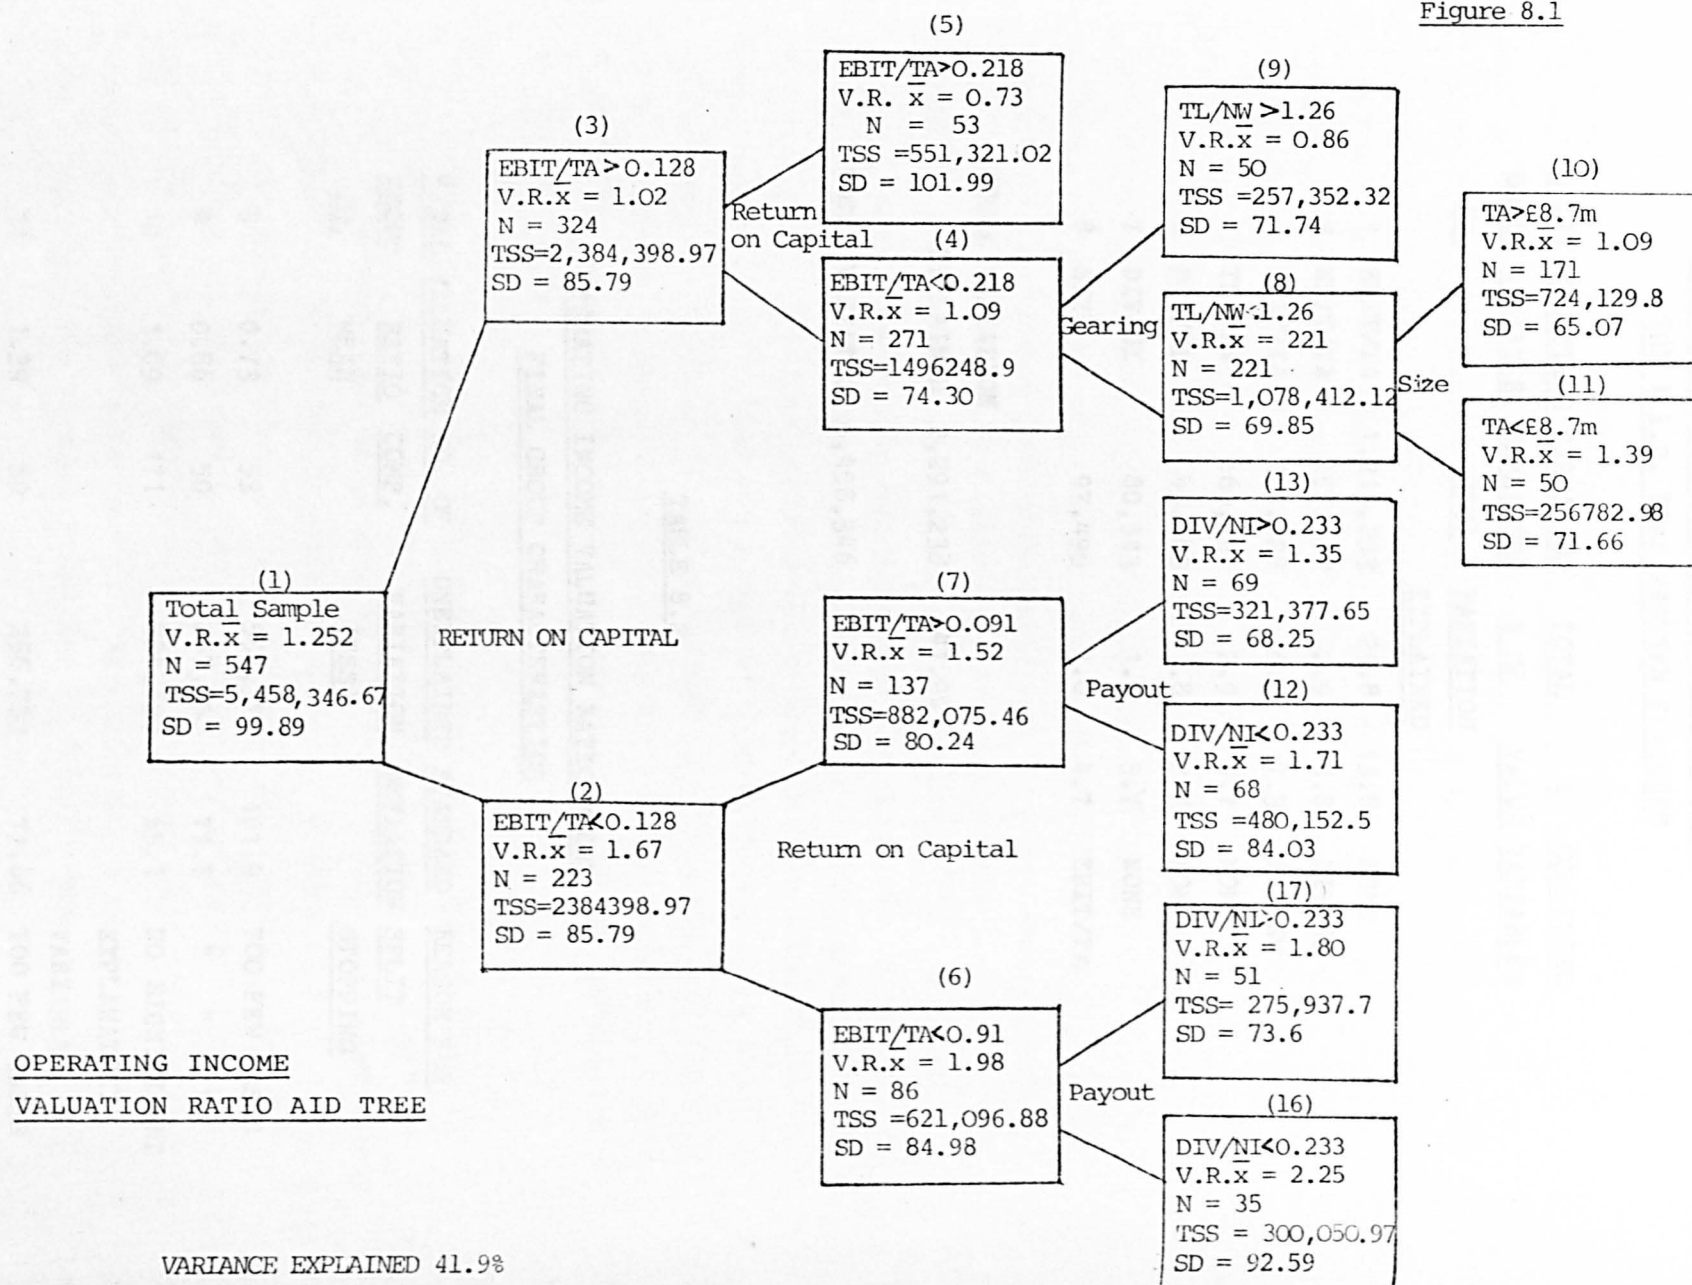 Figure 8.1
(5)
EBIT/TA>0.218
V.R. x̅ = 0.73
N = 53
TSS =551,321.02
SD = 101.99
(9)
TL/NW >1.26
V.R.x̅ = 0.86
N = 50
TSS =257,352.32
SD = 71.74
(3)
EBIT/TA>0.128
V.R.x̅ = 1.02
N = 324
TSS=2,384,398.97
SD = 85.79
(10)
TA>£8.7m
V.R.x̅ = 1.09
N = 171
TSS=724,129.8
SD = 65.07
Return
on Capital
(4)
EBIT/TA<0.218
V.R.x̅ = 1.09
N = 271
TSS=1496248.9
SD = 74.30
Gearing
(8)
TL/NW<1.26
V.R.x̅ = 221
N = 221
TSS=1,078,412.12
SD = 69.85
Size
(11)
TA<£8.7m
V.R.x̅ = 1.39
N = 50
TSS=256782.98
SD = 71.66
(13)
DIV/NI>0.233
V.R.x̅ = 1.35
N = 69
TSS=321,377.65
SD = 68.25
(1)
Total Sample
V.R.x̅ = 1.252
N = 547
TSS=5,458,346.67
SD = 99.89
RETURN ON CAPITAL
(7)
EBIT/TA>0.091
V.R.x̅ = 1.52
N = 137
TSS=882,075.46
SD = 80.24
Payout
(12)
DIV/NI<0.233
V.R.x̅ = 1.71
N = 68
TSS =480,152.5
SD = 84.03
(2)
EBIT/TA<0.128
V.R.x̅ = 1.67
N = 223
TSS=2384398.97
SD = 85.79
Return on Capital
(17)
DIV/NI>0.233
V.R.x̅ = 1.80
N = 51
TSS= 275,937.7
SD = 73.6
(6)
EBIT/TA<0.91
V.R.x̅ = 1.98
N = 86
TSS =621,096.88
SD = 84.98
Payout
(16)
DIV/NI<0.233
V.R.x̅ = 2.25
N = 35
TSS = 300,050.97
SD = 92.59
OPERATING INCOME
VALUATION RATIO AID TREE
VARIANCE EXPLAINED 41.9%